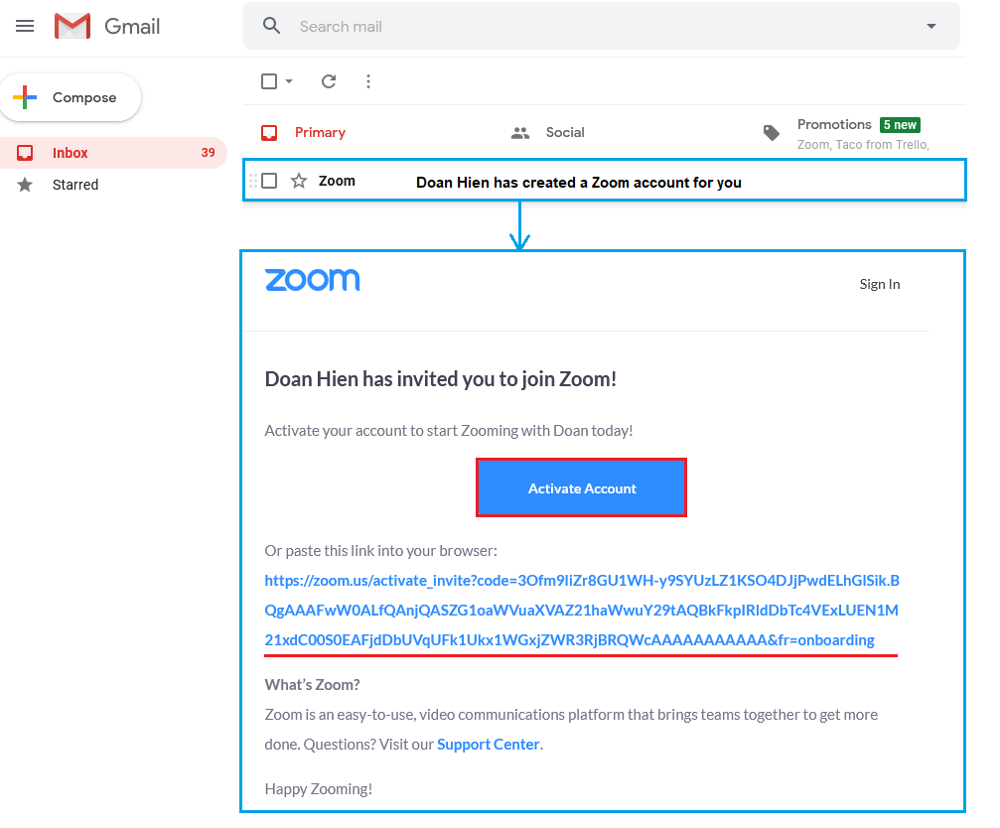 Gmail
Search mail
Compose
Primary
Social
Promotions 5 new
Zoom, Taco from Trello,
Inbox 39
Starred
Zoom Doan Hien has created a Zoom account for you
zoom
Sign In
Doan Hien has invited you to join Zoom!
Activate your account to start Zooming with Doan today!
Activate Account
Or paste this link into your browser:
https://zoom.us/activate_invite?code=3Ofm9IiZr8GU1WH-y9SYUzLZ1KSO4DJjPwdELhGlSik.B
QgAAAFwW0ALfQAnjQASZG1oaWVuaXVAZ21haWwuY29tAQBkFkpIRldDbTc4VExLUEN1M
21xdC00S0EAFjdDbUVqUFk1Ukx1WGxjZWR3RjBRQWcAAAAAAAAAAA&fr=onboarding
What's Zoom?
Zoom is an easy-to-use, video communications platform that brings teams together to get more
done. Questions? Visit our Support Center.
Happy Zooming!